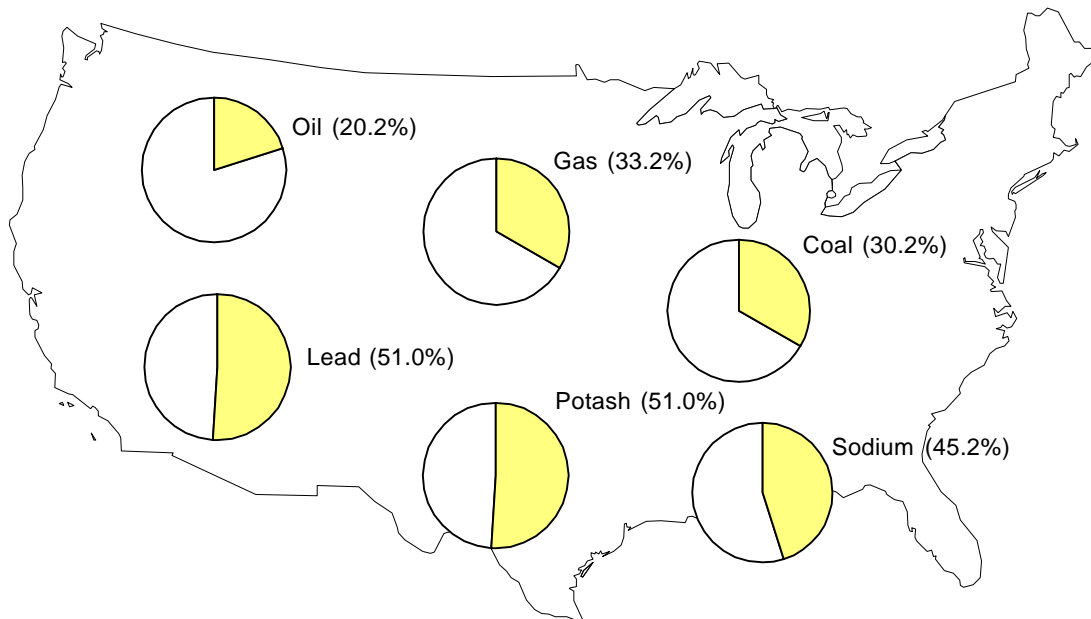 Oil (20.2%)
Gas (33.2%)
Coal (30.2%)
Lead (51.0%)
Potash (51.0%)
Sodium (45.2%)